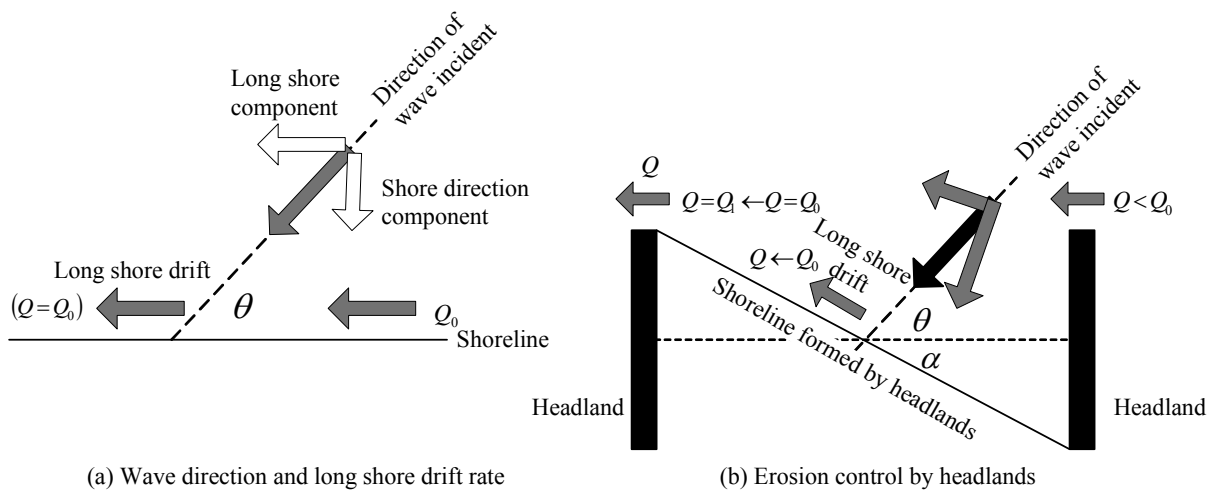 Direction of
wave incident
Long shore
component
Shore direction
component
Long shore drift
(Q=Q₀)
θ
Q₀
Shoreline
(a) Wave direction and long shore drift rate
Direction of
wave incident
Q
Q=Q₁←Q=Q₀
Q<Q₀
Long shore
Q←Q₀ drift
θ
Shoreline formed by headlands
α
Headland
Headland
(b) Erosion control by headlands